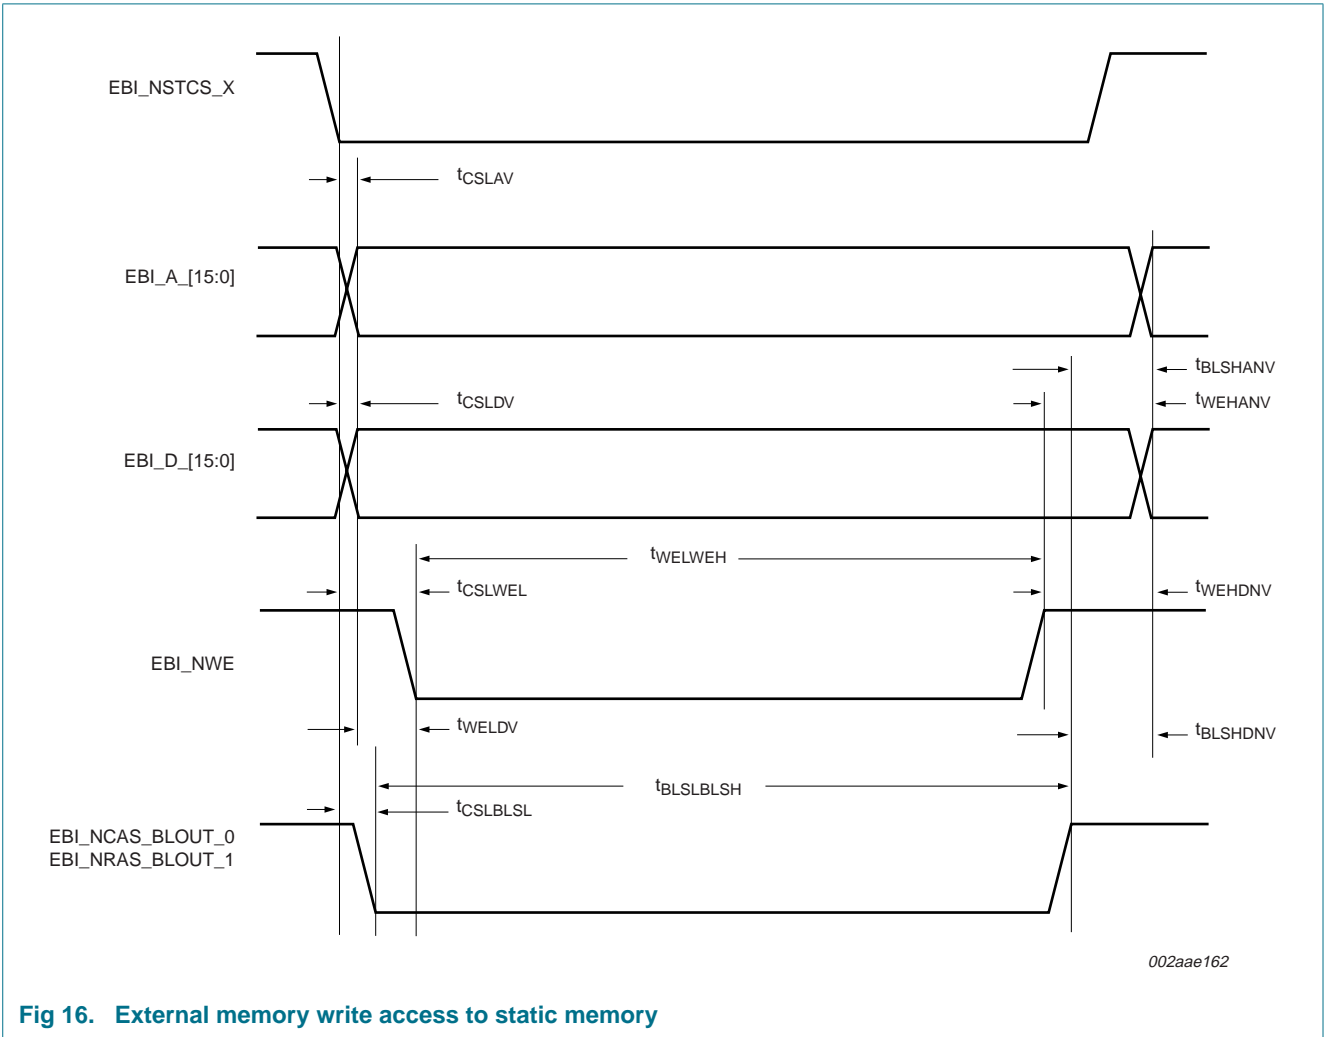 EBI_NSTCS_X
tCSLAV
EBI_A_[15:0]
tBLSHANV
tCSLDV
tWEHANV
EBI_D_[15:0]
tWELWEH
tCSLWEL
tWEHDNV
EBI_NWE
tWELDV
tBLSHDNV
tBLSLBLSH
tCSLBLSL
EBI_NCAS_BLOUT_0
EBI_NRAS_BLOUT_1
002aae162
Fig 16. External memory write access to static memory